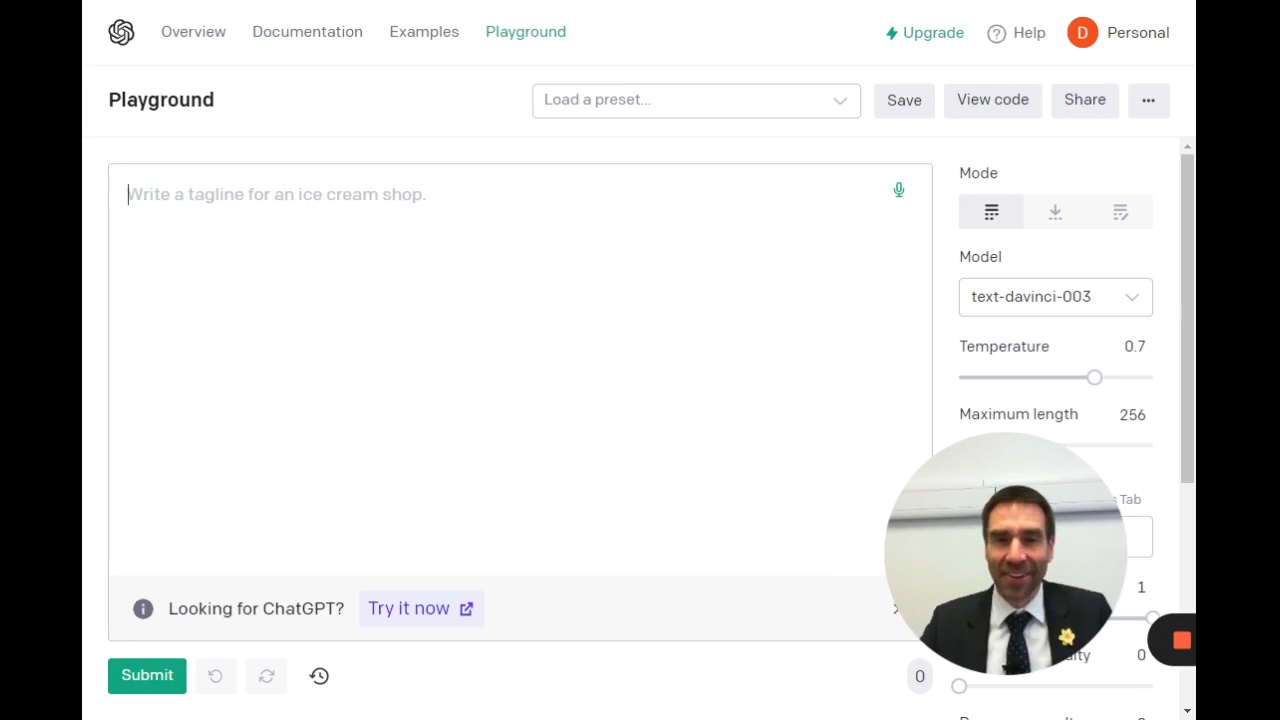 Overview Documentation Examples Playground Upgrade Help D Personal
Playground
Load a preset...
Save
View code
Share
Write a tagline for an ice cream shop.
Mode
Model
text-davinci-003
Temperature 0.7
Maximum length 256
Tab
1
Looking for ChatGPT? Try it now
0
Submit
0